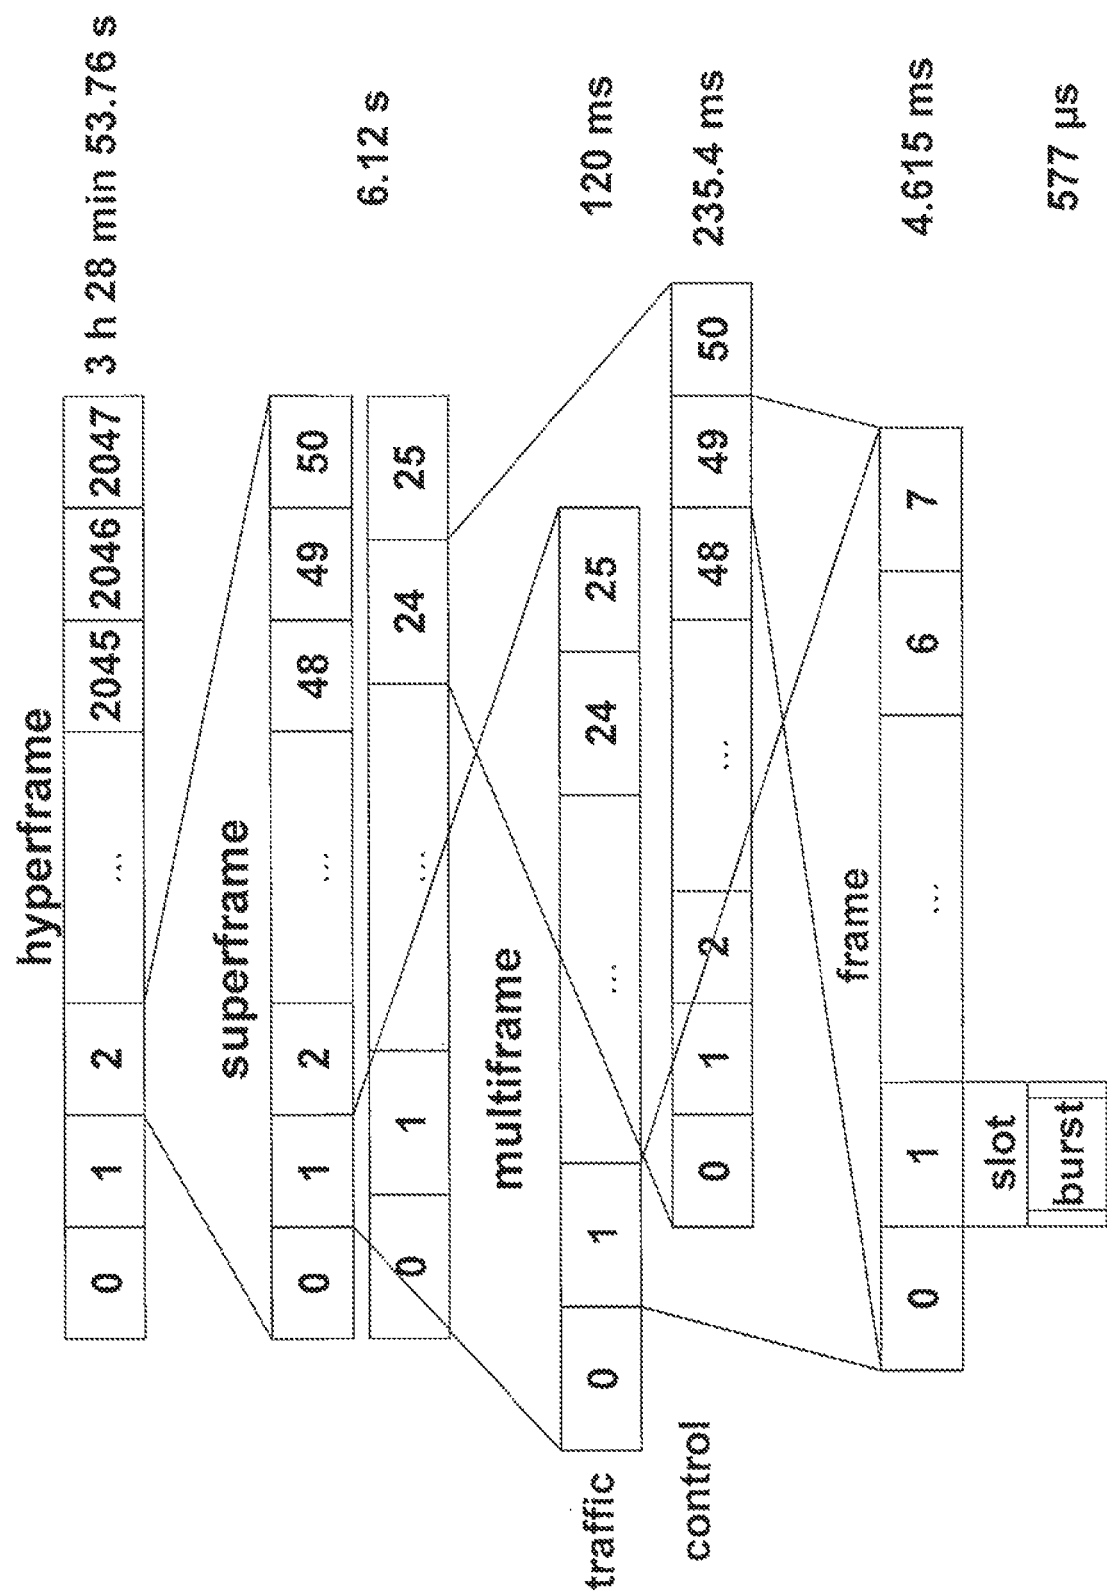 hyperframe
0 1 2 ... 2045 2046 2047 3 h 28 min 53.76 s
superframe
0 1 2 ... 48 49 50
0 1 ... 24 25
6.12 s
multiframe
traffic 0 1 ... 24 25 120 ms
control 0 1 2 ... 48 49 50 235.4 ms
frame
0 1 ... 6 7 4.615 ms
slot
burst 577 µs